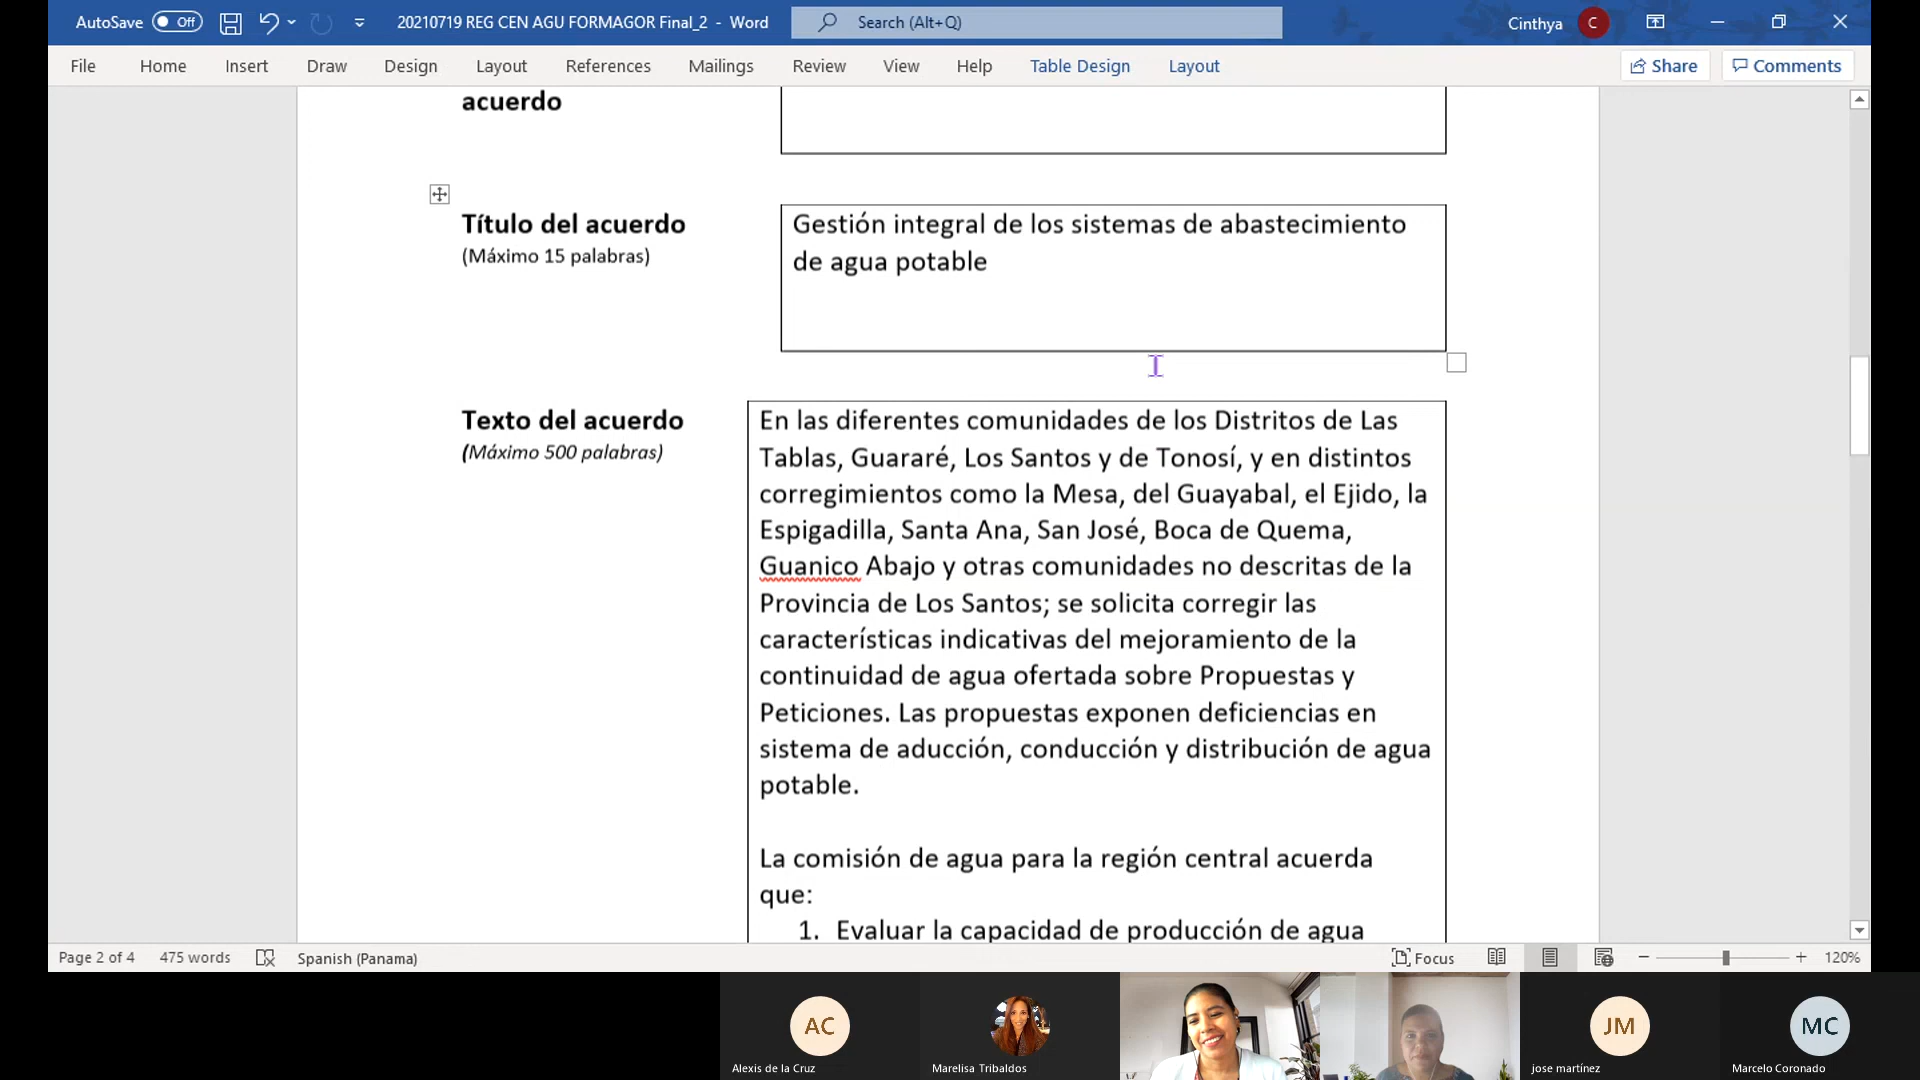 AutoSave Off 20210719 REG CEN AGU FORMAGOR Final_2 - Word Search (Alt+Q) Cinthya C
File Home Insert Draw Design Layout References Mailings Review View Help Table Design Layout Share Comments
acuerdo
Título del acuerdo
(Máximo 15 palabras)
Gestión integral de los sistemas de abastecimiento
de agua potable
Texto del acuerdo
(Máximo 500 palabras)
En las diferentes comunidades de los Distritos de Las
Tablas, Guararé, Los Santos y de Tonosí, y en distintos
corregimientos como la Mesa, del Guayabal, el Ejido, la
Espigadilla, Santa Ana, San José, Boca de Quema,
Guanico Abajo y otras comunidades no descritas de la
Provincia de Los Santos; se solicita corregir las
características indicativas del mejoramiento de la
continuidad de agua ofertada sobre Propuestas y
Peticiones. Las propuestas exponen deficiencias en
sistema de aducción, conducción y distribución de agua
potable.
La comisión de agua para la región central acuerda
que:
1. Evaluar la capacidad de producción de agua
Page 2 of 4 475 words Spanish (Panama) Focus 120%
AC JM MC
Alexis de la Cruz Marelisa Tribaldos jose martínez Marcelo Coronado